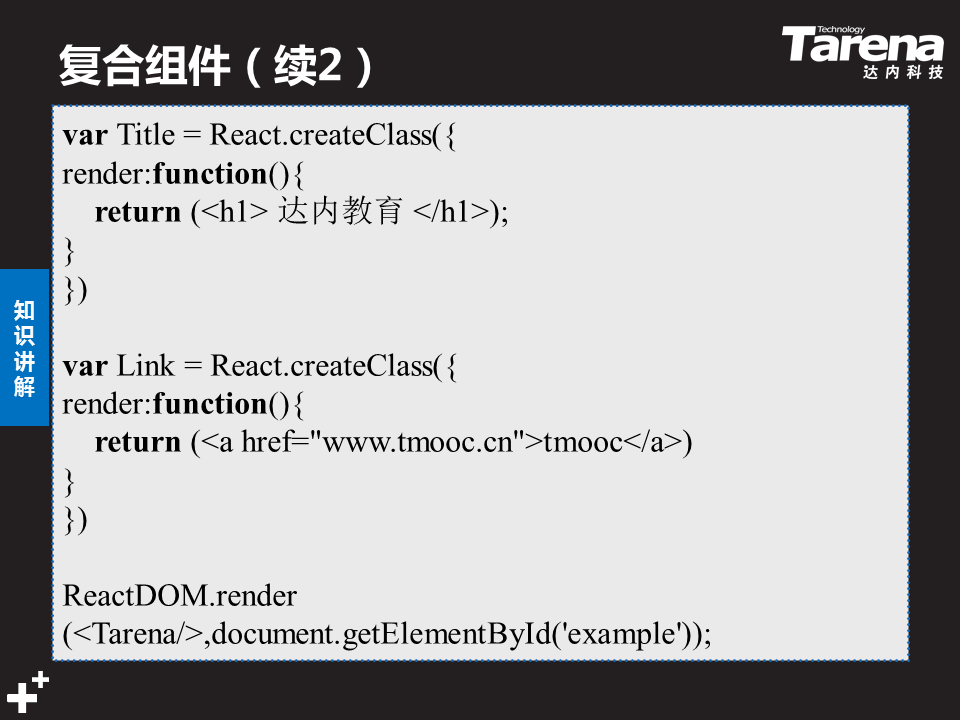 复合组件（续2）
Technology
Tarena
达内科技
var Title = React.createClass({
render:function(){
return (<h1> 达内教育 </h1>);
}
})
知识讲解
var Link = React.createClass({
render:function(){
return (<a href="www.tmooc.cn">tmooc</a>)
}
})
ReactDOM.render
(<Tarena/>,document.getElementById('example'));